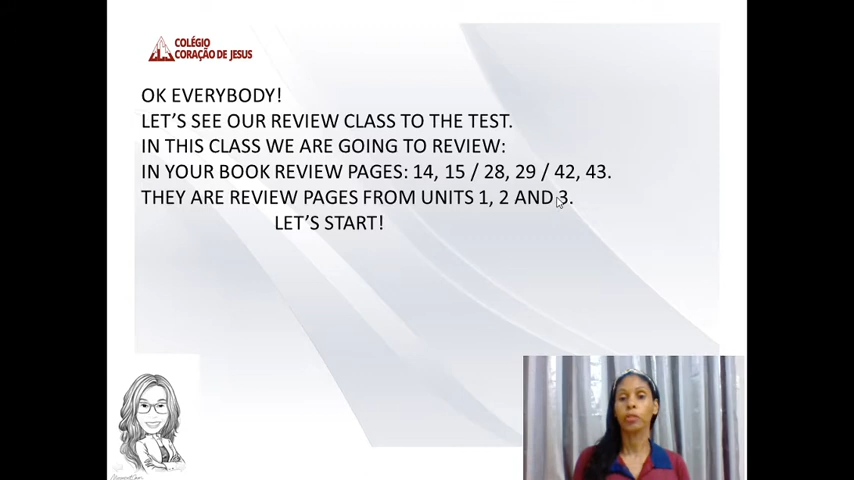 COLÉGIO
CORAÇÃO DE JESUS
OK EVERYBODY!
LET'S SEE OUR REVIEW CLASS TO THE TEST.
IN THIS CLASS WE ARE GOING TO REVIEW:
IN YOUR BOOK REVIEW PAGES: 14, 15 / 28, 29 / 42, 43.
THEY ARE REVIEW PAGES FROM UNITS 1, 2 AND 3.
LET'S START!